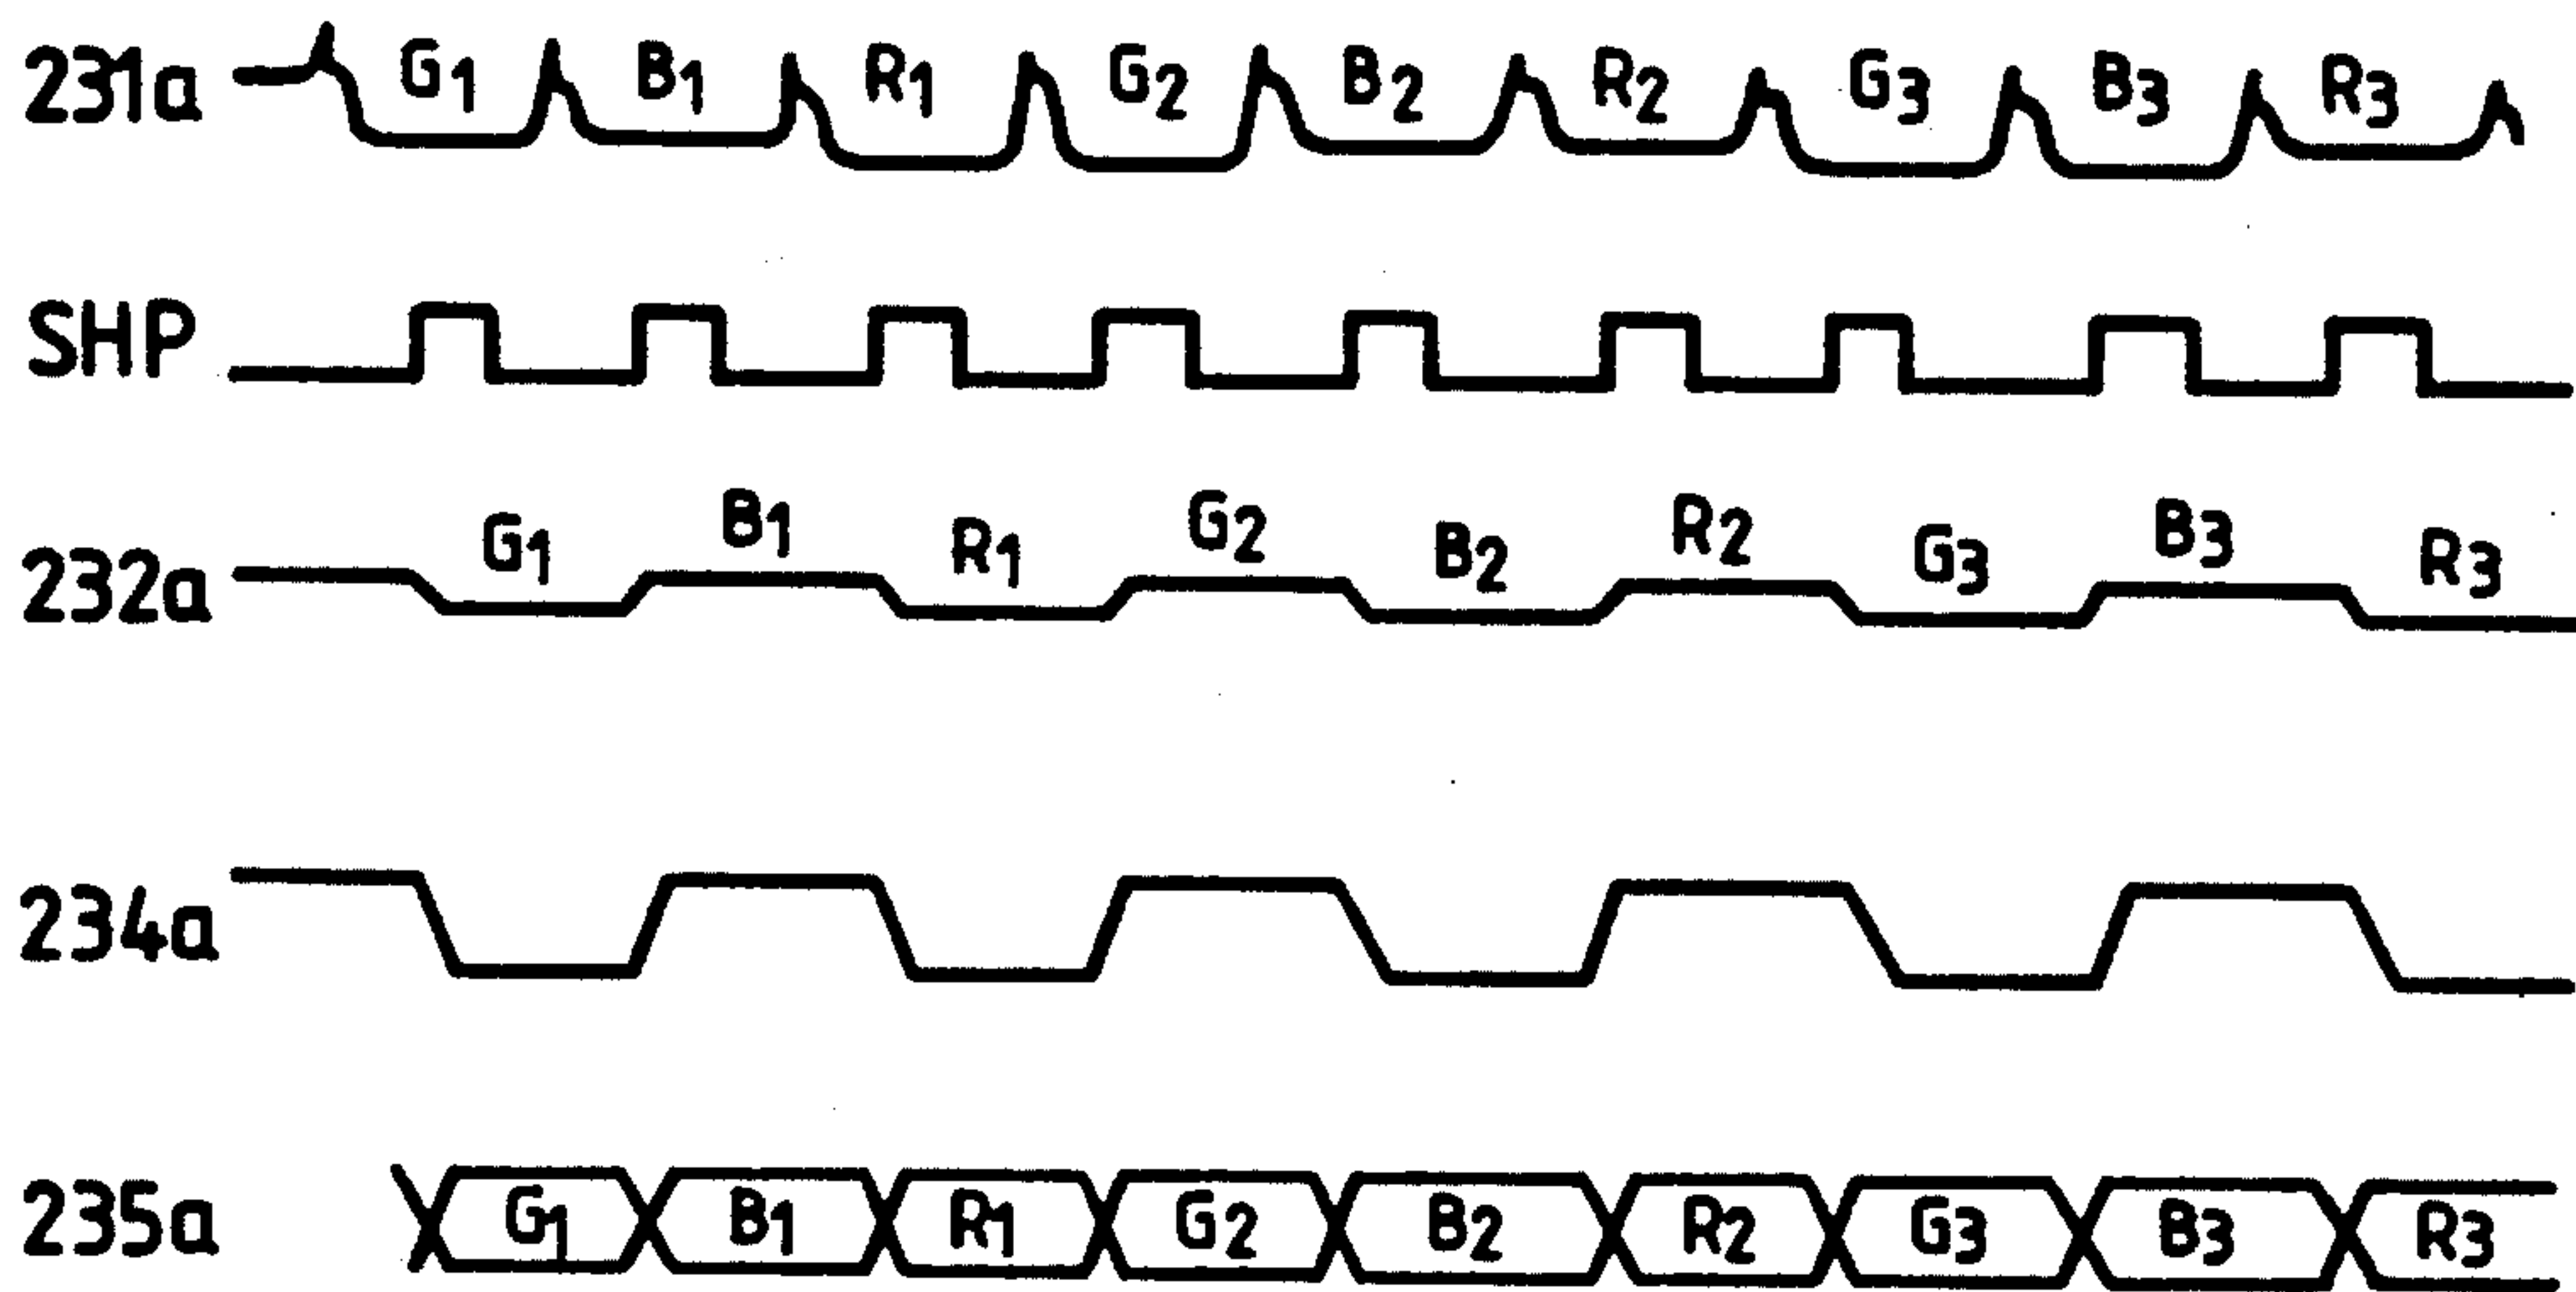 231a G1 B1 R1 G2 B2 R2 G3 B3 R3
SHP
232a G1 B1 R1 G2 B2 R2 G3 B3 R3
234a
235a G1 B1 R1 G2 B2 R2 G3 B3 R3